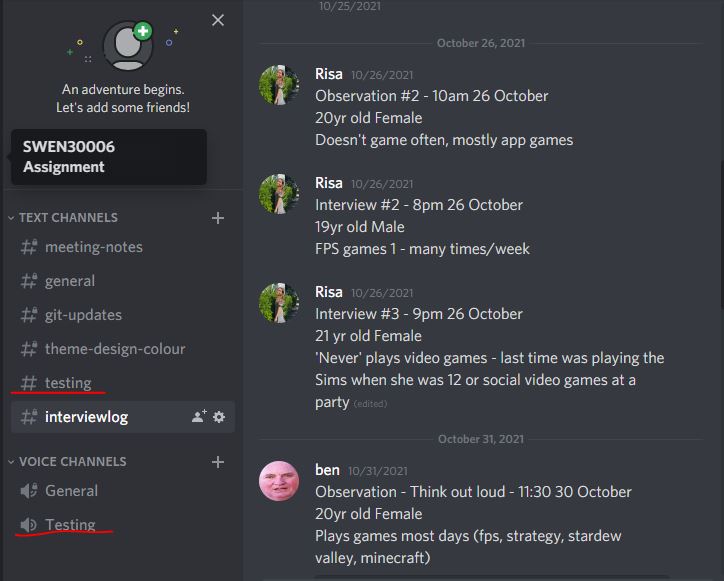 An adventure begins.
Let's add some friends!
SWEN30006
Assignment
TEXT CHANNELS
meeting-notes
general
git-updates
theme-design-colour
testing
interviewlog
VOICE CHANNELS
General
Testing
10/25/2021
October 26, 2021
Risa 10/26/2021
Observation #2 - 10am 26 October
20yr old Female
Doesn't game often, mostly app games
Risa 10/26/2021
Interview #2 - 8pm 26 October
19yr old Male
FPS games 1 - many times/week
Risa 10/26/2021
Interview #3 - 9pm 26 October
21 yr old Female
'Never' plays video games - last time was playing the
Sims when she was 12 or social video games at a
party (edited)
October 31, 2021
ben 10/31/2021
Observation - Think out loud - 11:30 30 October
20yr old Female
Plays games most days (fps, strategy, stardew
valley, minecraft)